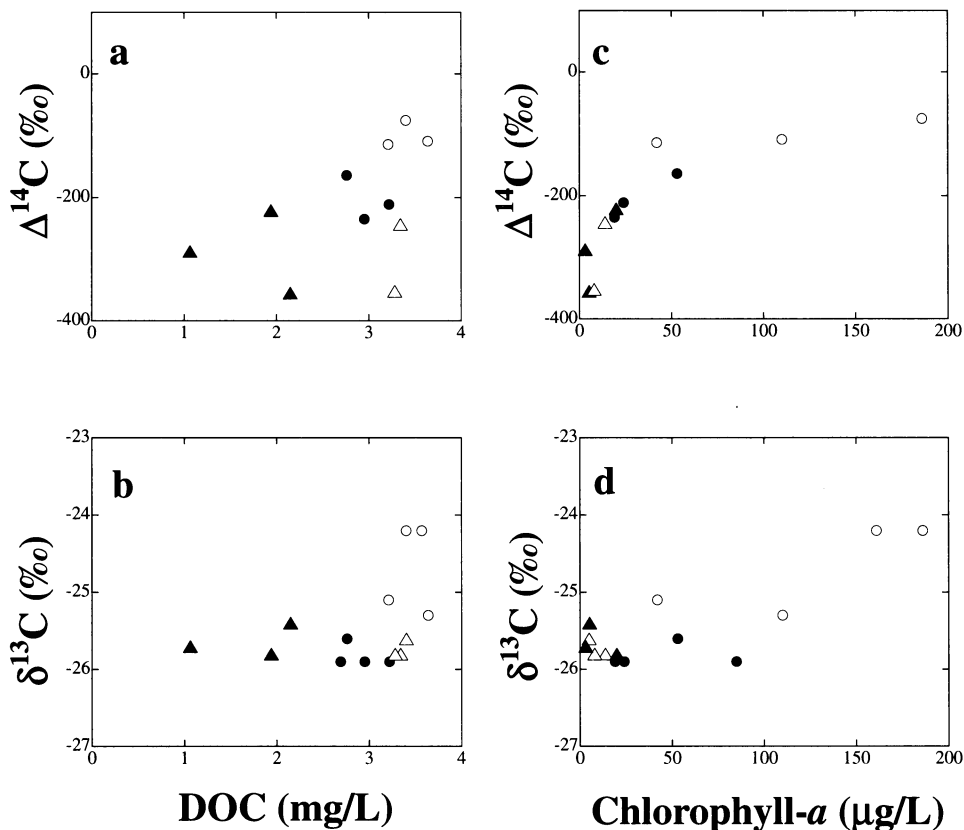 a
Δ14C (‰)
0
-200
-400
0 1 2 3 4
c
Δ14C (‰)
0
-200
-400
0 50 100 150 200
b
δ13C (‰)
-23
-24
-25
-26
-27
0 1 2 3 4
DOC (mg/L)
d
δ13C (‰)
-23
-24
-25
-26
-27
0 50 100 150 200
Chlorophyll-a (μg/L)